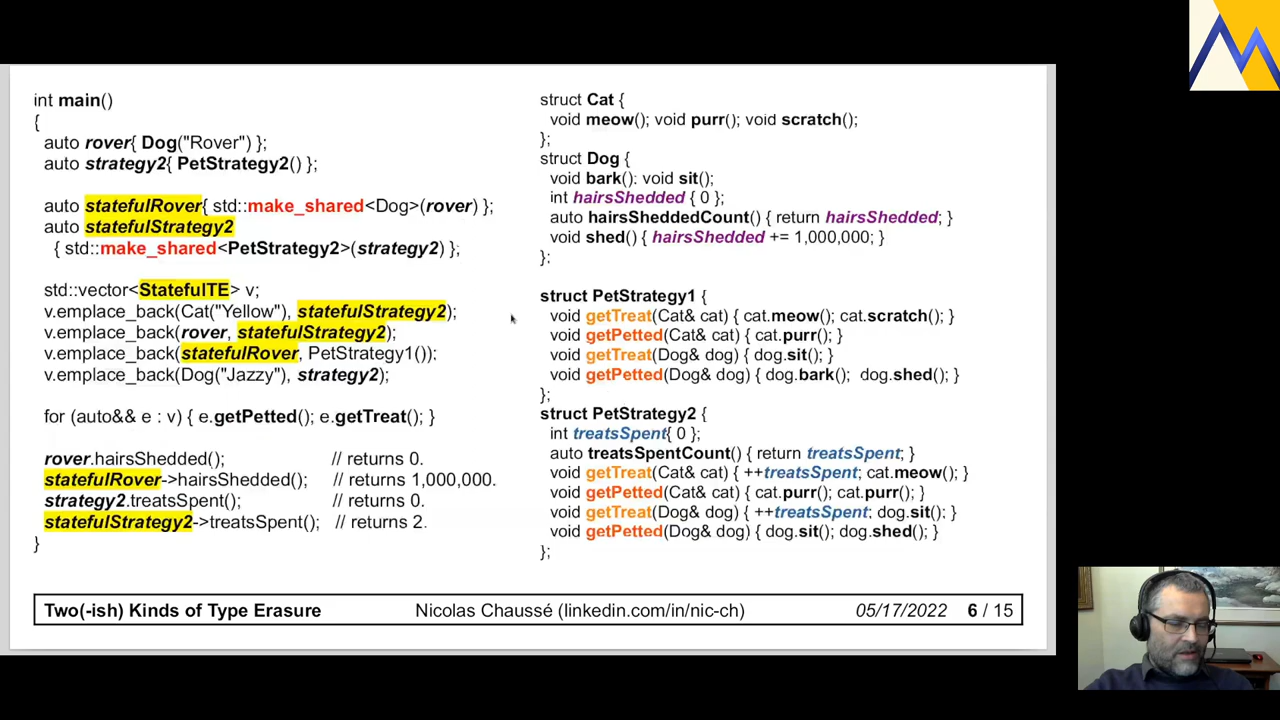 int main()
{
auto rover{ Dog("Rover") };
auto strategy2{ PetStrategy2() };
auto statefulRover{ std::make_shared<Dog>(rover) };
auto statefulStrategy2
{ std::make_shared<PetStrategy2>(strategy2) };
std::vector<StatefulTE> v;
v.emplace_back(Cat("Yellow"), statefulStrategy2);
v.emplace_back(rover, statefulStrategy2);
v.emplace_back(statefulRover, PetStrategy1());
v.emplace_back(Dog("Jazzy"), strategy2);
for (auto&& e : v) { e.getPetted(); e.getTreat(); }
rover.hairsShedded(); // returns 0.
statefulRover->hairsShedded(); // returns 1,000,000.
strategy2.treatsSpent(); // returns 0.
statefulStrategy2->treatsSpent(); // returns 2.
}
struct Cat {
void meow(); void purr(); void scratch();
};
struct Dog {
void bark(): void sit();
int hairsShedded { 0 };
auto hairsSheddedCount() { return hairsShedded; }
void shed() { hairsShedded += 1,000,000; }
};
struct PetStrategy1 {
void getTreat(Cat& cat) { cat.meow(); cat.scratch(); }
void getPetted(Cat& cat) { cat.purr(); }
void getTreat(Dog& dog) { dog.sit(); }
void getPetted(Dog& dog) { dog.bark(); dog.shed(); }
};
struct PetStrategy2 {
int treatsSpent{ 0 };
auto treatsSpentCount() { return treatsSpent; }
void getTreat(Cat& cat) { ++treatsSpent; cat.meow(); }
void getPetted(Cat& cat) { cat.purr(); cat.purr(); }
void getTreat(Dog& dog) { ++treatsSpent; dog.sit(); }
void getPetted(Dog& dog) { dog.sit(); dog.shed(); }
};
Two(-ish) Kinds of Type Erasure Nicolas Chaussé (linkedin.com/in/nic-ch) 05/17/2022 6 / 15